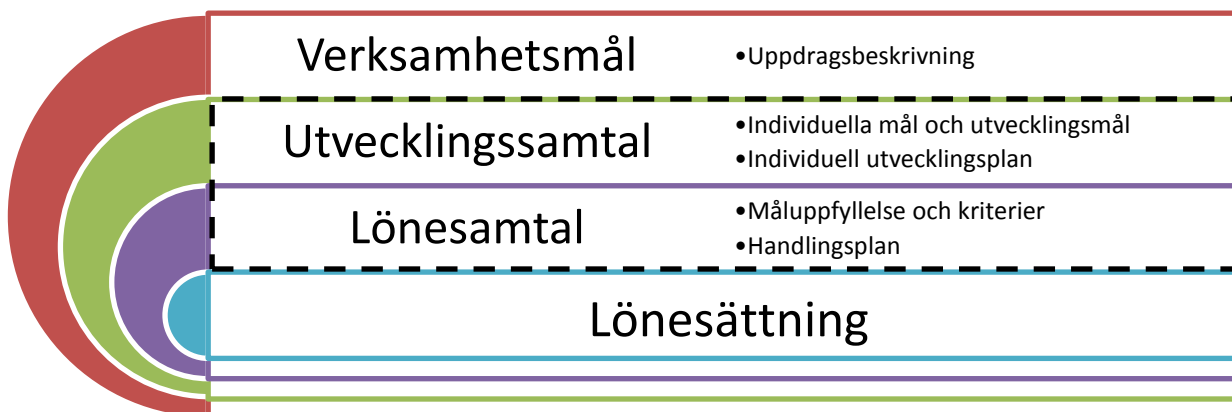 Verksamhetsmål
•Uppdragsbeskrivning
Utvecklingssamtal
•Individuella mål och utvecklingsmål
•Individuell utvecklingsplan
Lönesamtal
•Måluppfyllelse och kriterier
•Handlingsplan
Lönesättning